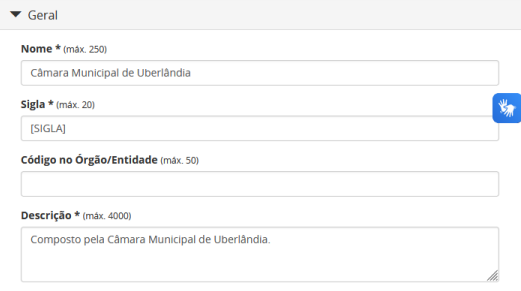 Geral
Nome * (máx. 250)
Câmara Municipal de Uberlândia
Sigla * (máx. 20)
[SIGLA]
Código no Órgão/Entidade (máx. 50)
Descrição * (máx. 4000)
Composto pela Câmara Municipal de Uberlândia.